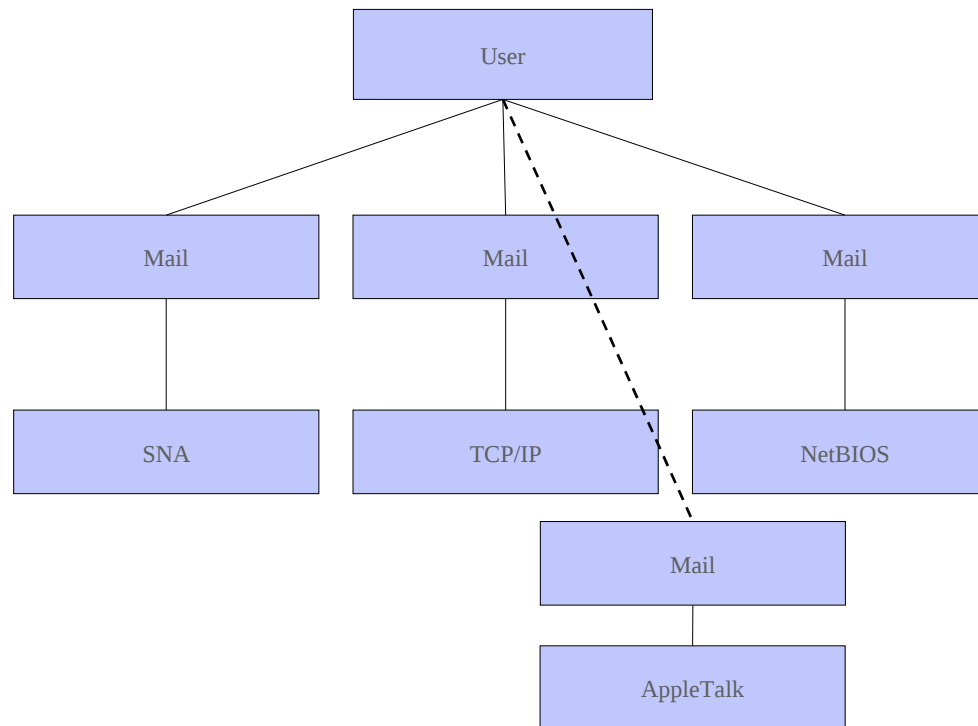 User
Mail
Mail
Mail
SNA
TCP/IP
NetBIOS
Mail
AppleTalk